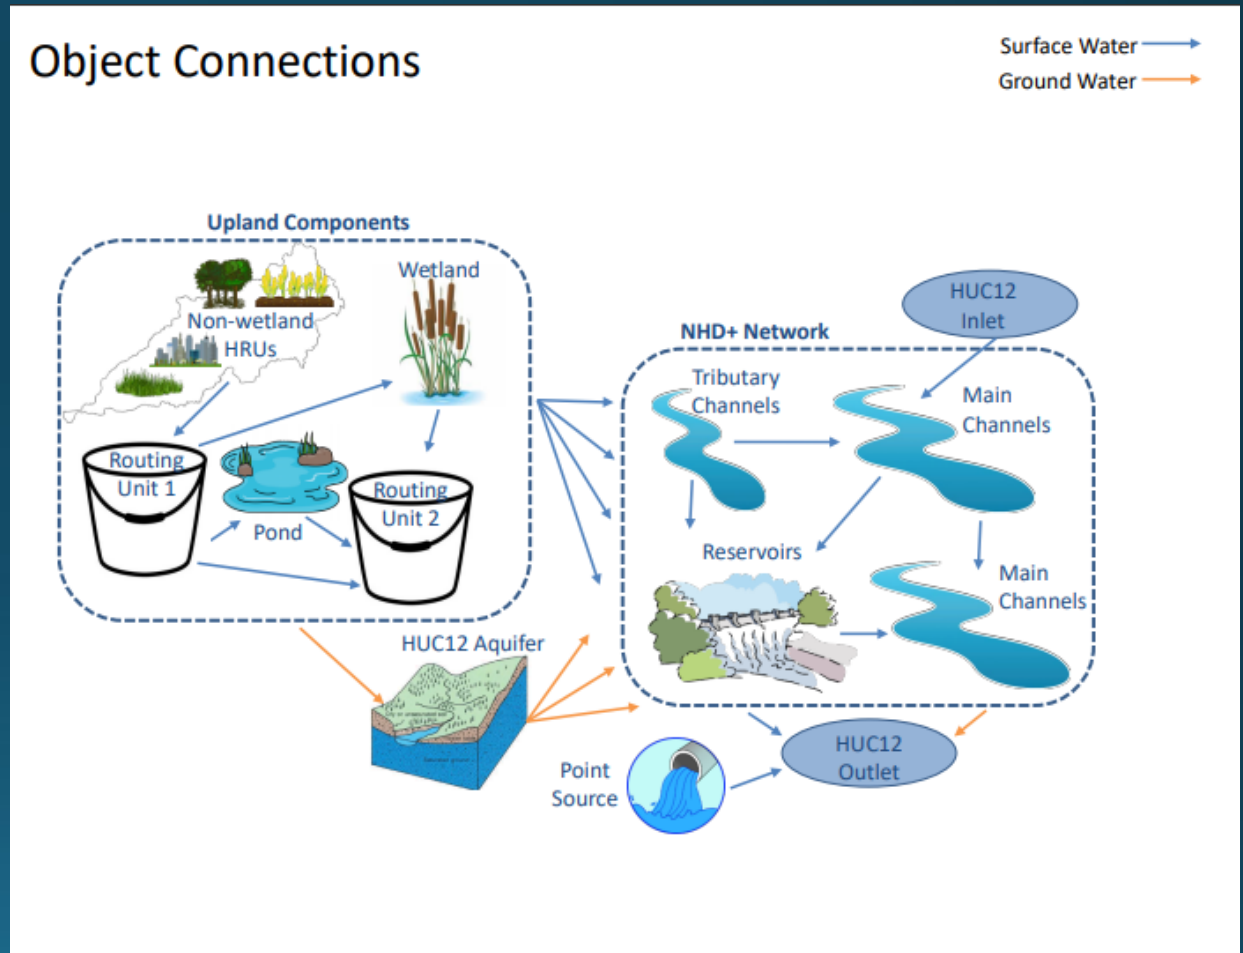 Object Connections
Surface Water
Ground Water
Upland Components
Wetland
Non-wetland
HRUs
Routing
Unit 1
Pond
Routing
Unit 2
HUC12
Inlet
NHD+ Network
Tributary
Channels
Main
Channels
Reservoirs
Main
Channels
HUC12 Aquifer
Point
Source
HUC12
Outlet